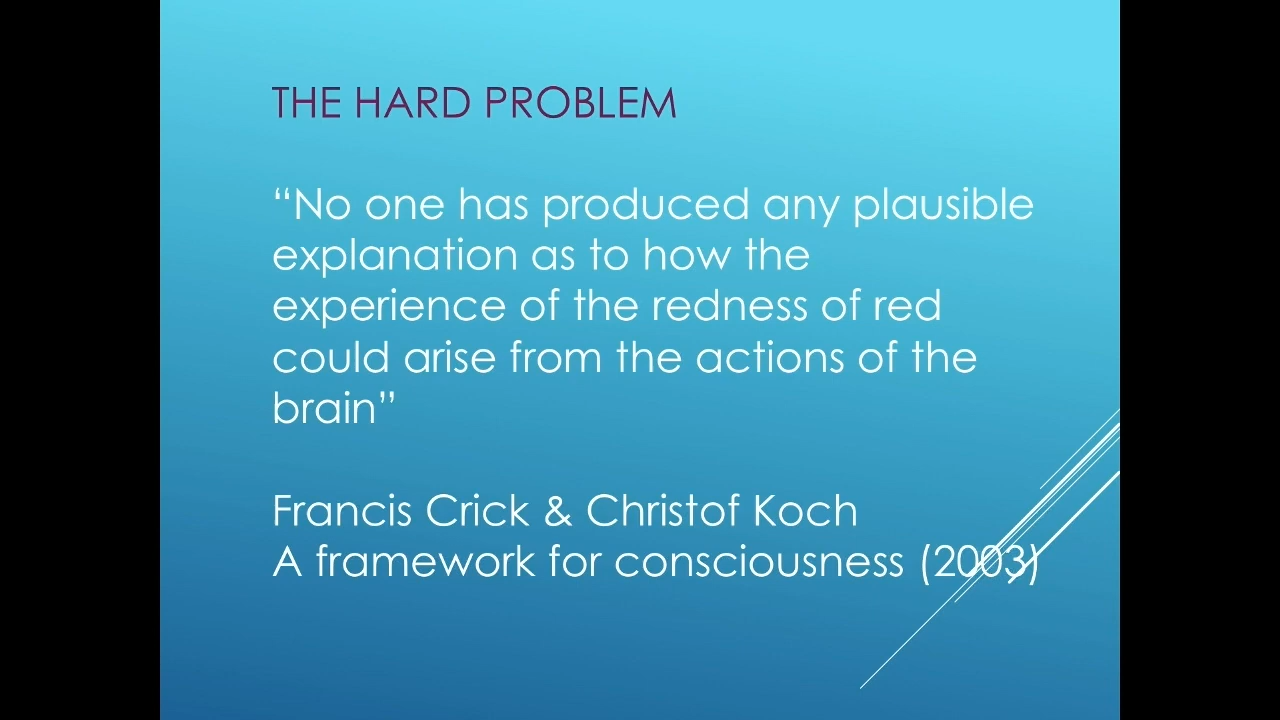 THE HARD PROBLEM
“No one has produced any plausible
explanation as to how the
experience of the redness of red
could arise from the actions of the
brain”
Francis Crick & Christof Koch
A framework for consciousness (2003)